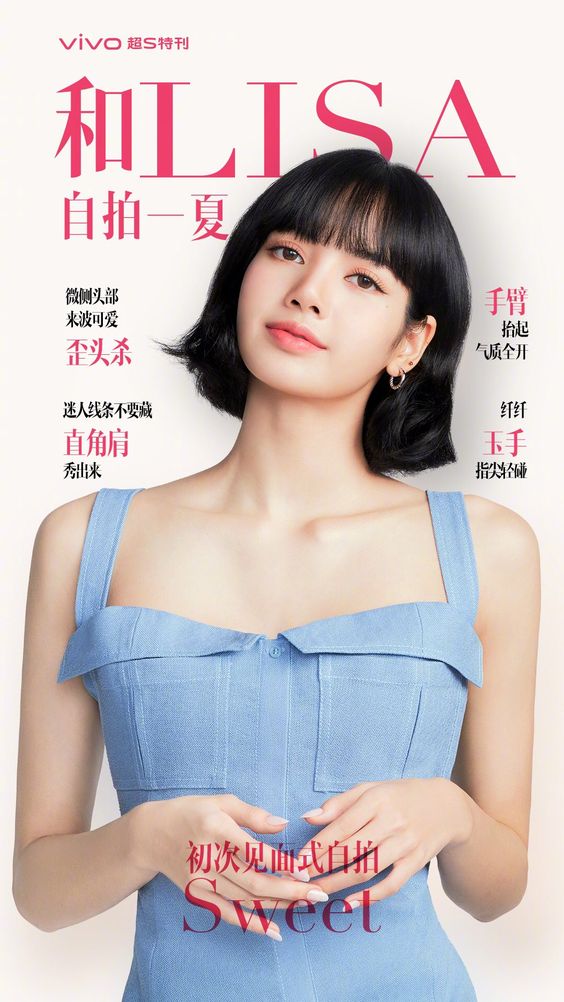 vivo 超S特刊
和LISA
自拍一夏
微侧头部
来波可爱
歪头杀
迷人线条不要藏
直角肩
秀出来
手臂
抬起
气质全开
纤纤
玉手
指尖轻碰
初次见面式自拍
Sweet